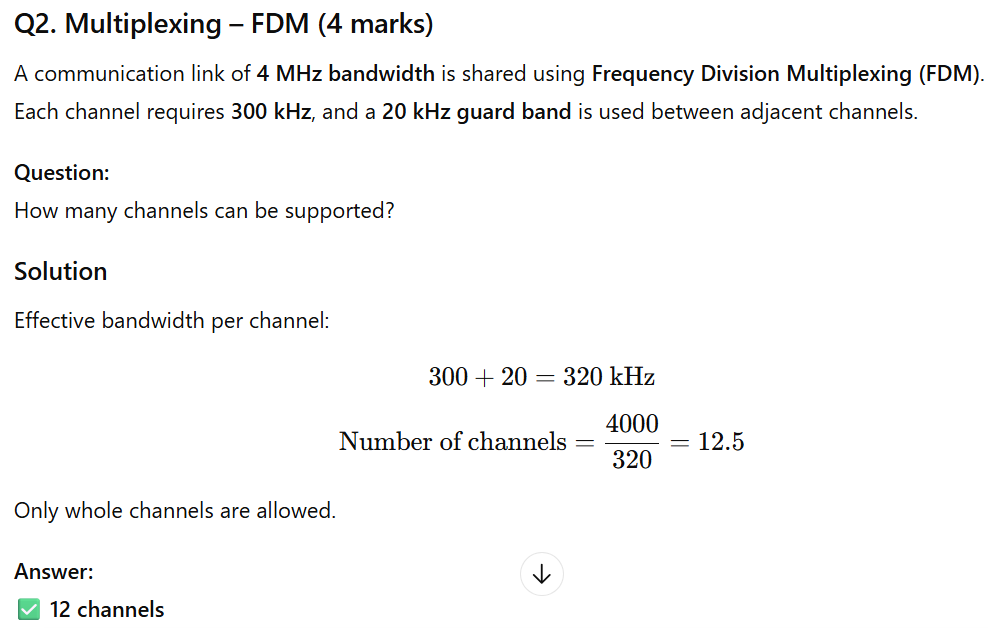 Q2. Multiplexing – FDM (4 marks)
A communication link of 4 MHz bandwidth is shared using Frequency Division Multiplexing (FDM).
Each channel requires 300 kHz, and a 20 kHz guard band is used between adjacent channels.
Question:
How many channels can be supported?
Solution
Effective bandwidth per channel:
300 + 20 = 320 kHz
Number of channels = 4000/320 = 12.5
Only whole channels are allowed.
Answer:
✅ 12 channels